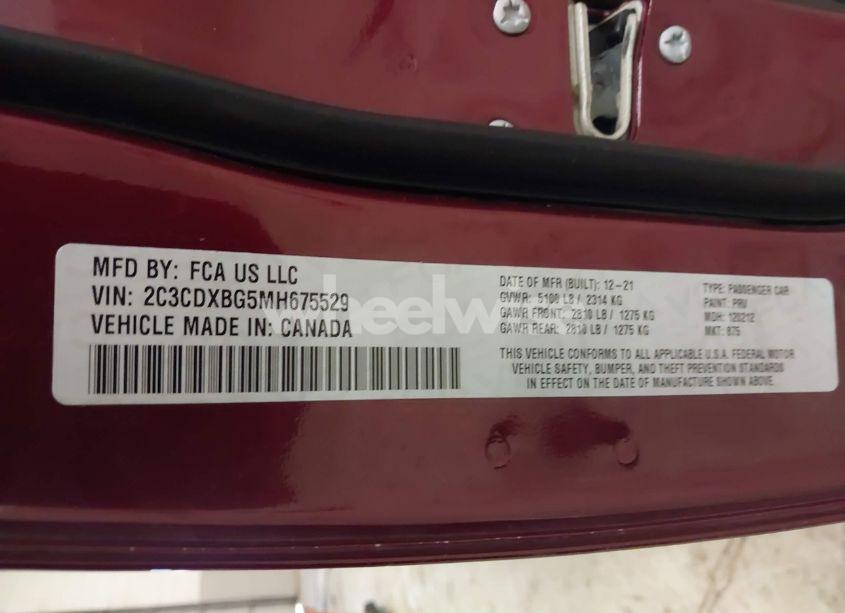 MFD BY: FCA US LLC
VIN: 2C3CDXBG5MH675529
VEHICLE MADE IN: CANADA
DATE OF MFR (BUILT): 12-21
GVWR: 5100 LB / 2314 KG
GAWR FRONT: 2810 LB / 1275 KG
GAWR REAR: 2810 LB / 1275 KG
TYPE: PASSENGER CAR
PAINT: PRV
MDH: 120212
MKT: 875
THIS VEHICLE CONFORMS TO ALL APPLICABLE U.S.A. FEDERAL MOTOR
VEHICLE SAFETY, BUMPER, AND THEFT PREVENTION STANDARDS
IN EFFECT ON THE DATE OF MANUFACTURE SHOWN ABOVE.